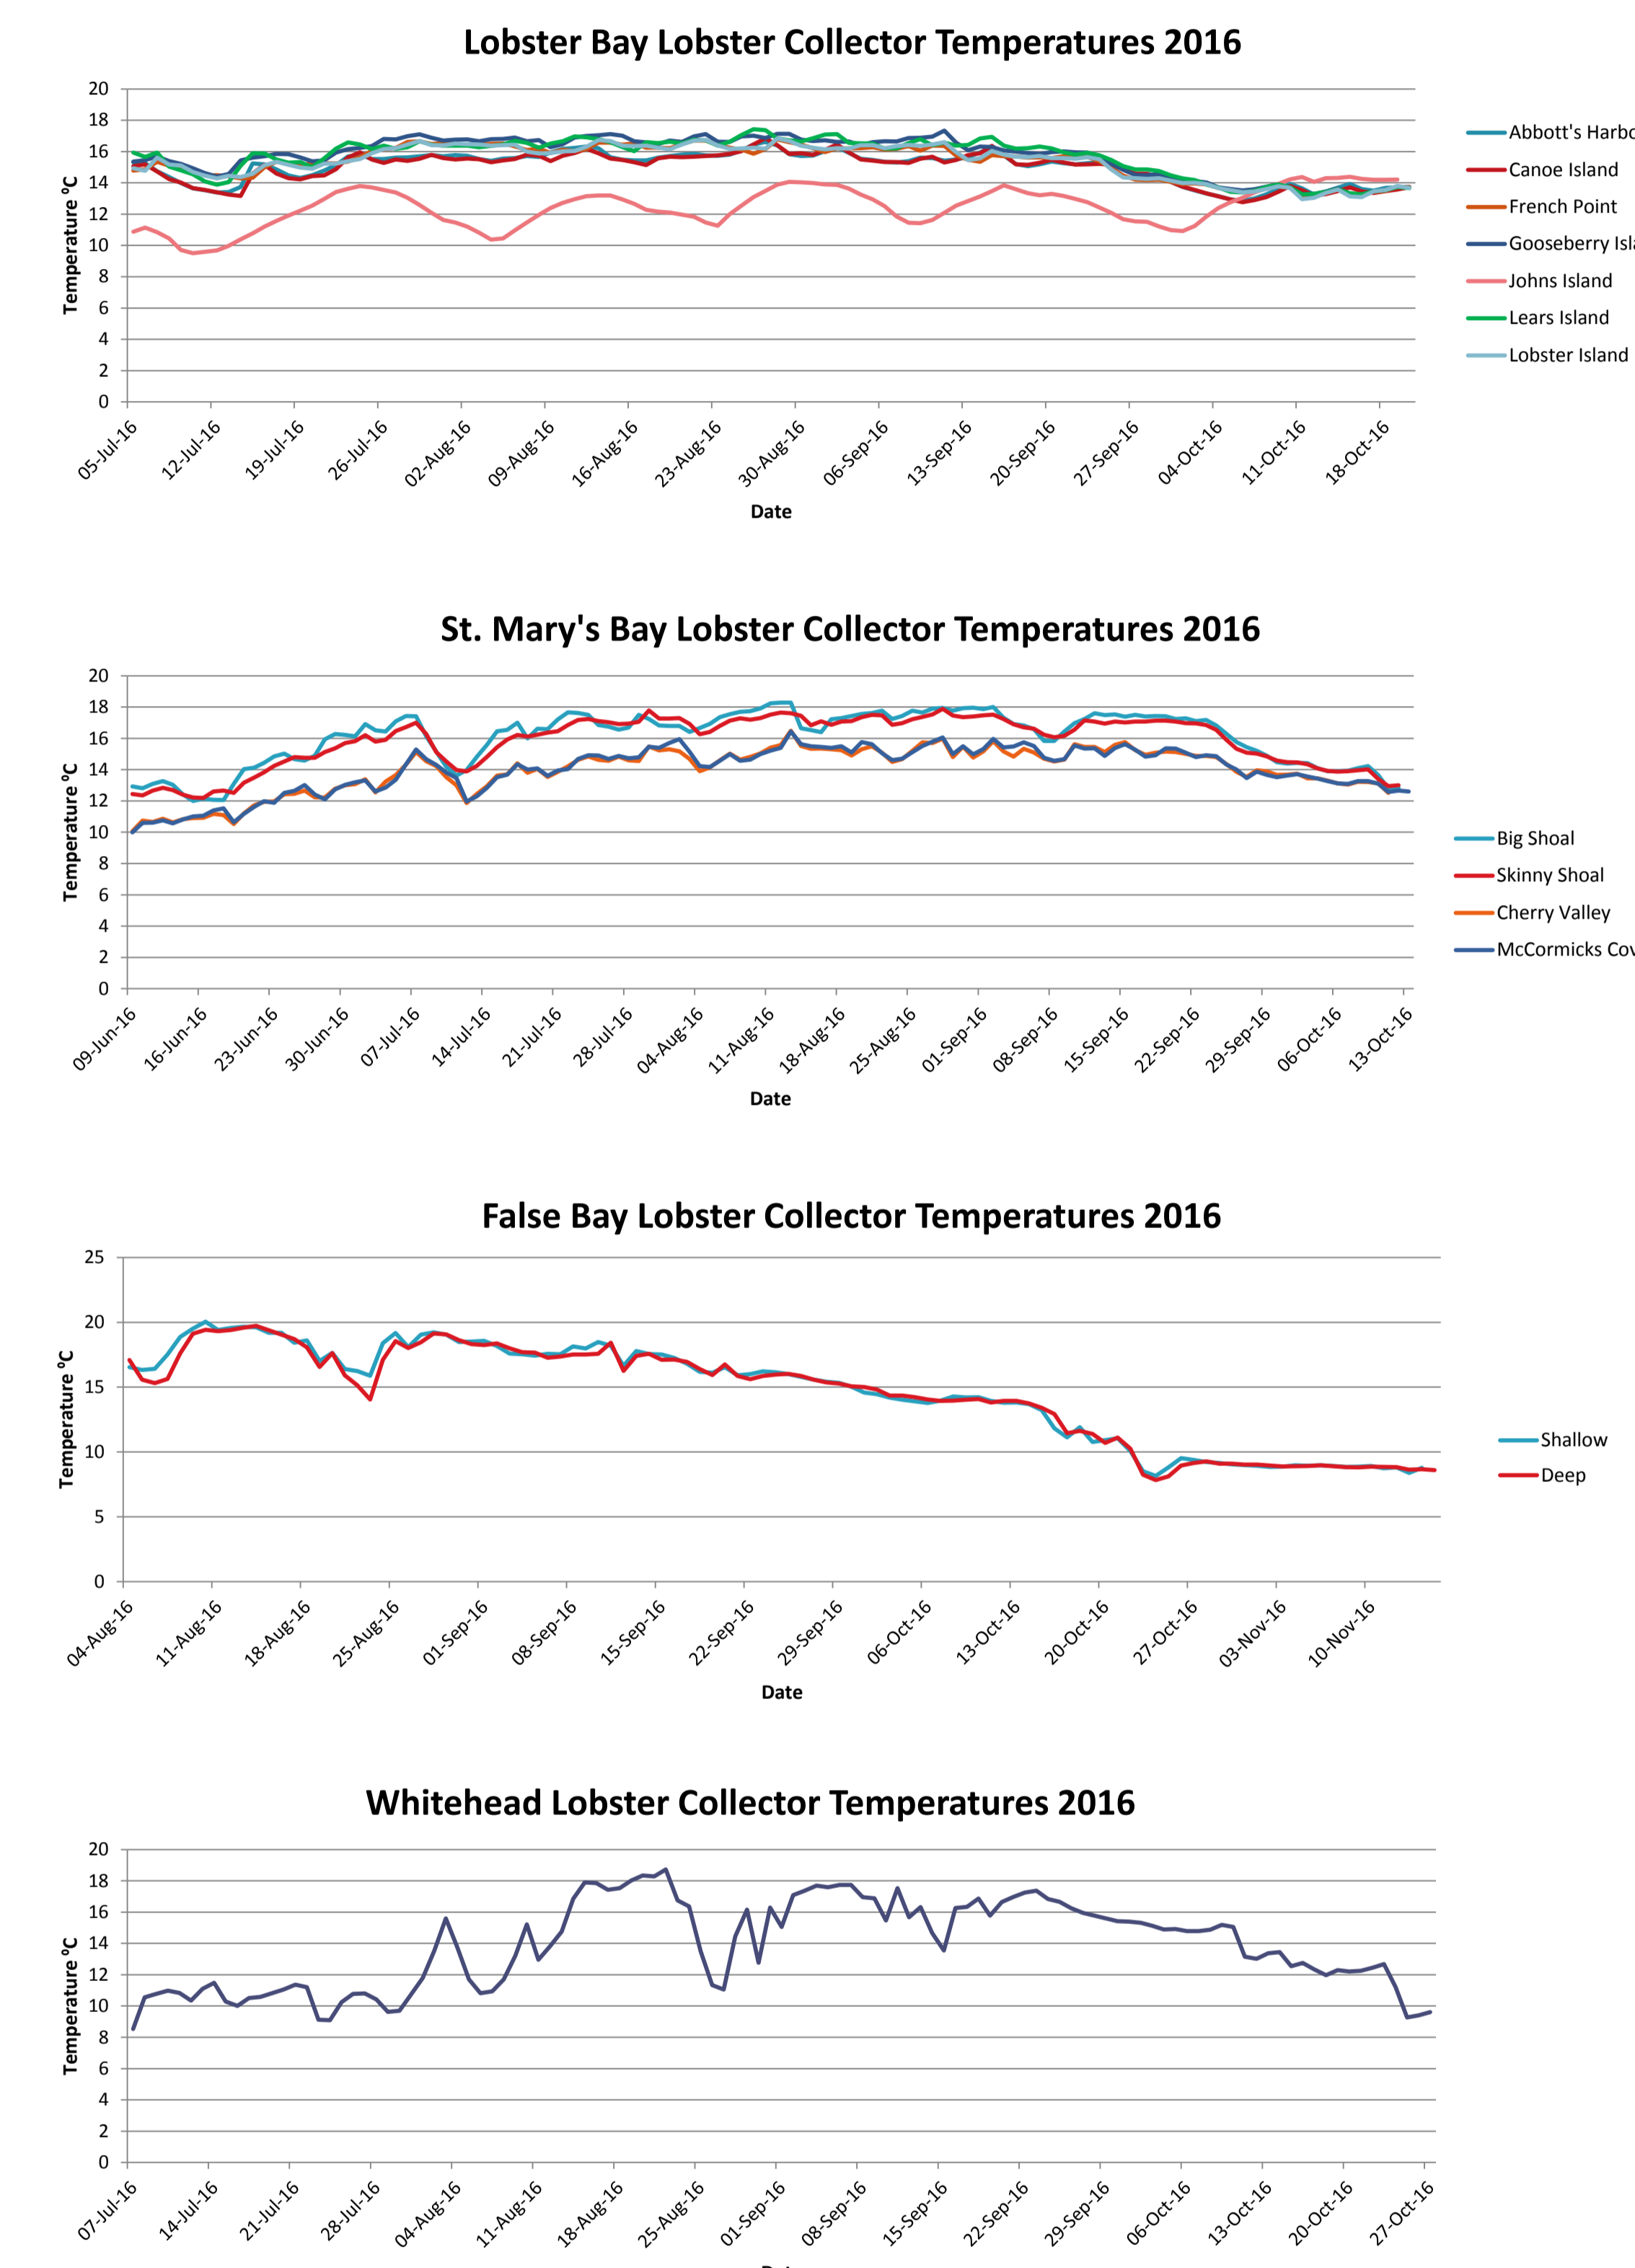 Lobster Bay Lobster Collector Temperatures 2016
20
18
16
14
12
10
8
6
4
2
0
Temperature ⁰C
05-Jul-16
12-Jul-16
19-Jul-16
26-Jul-16
02-Aug-16
09-Aug-16
16-Aug-16
23-Aug-16
30-Aug-16
06-Sep-16
13-Sep-16
20-Sep-16
27-Sep-16
04-Oct-16
11-Oct-16
18-Oct-16
Date
Abbott's Harbo
Canoe Island
French Point
Gooseberry Isla
Johns Island
Lears Island
Lobster Island
St. Mary's Bay Lobster Collector Temperatures 2016
20
18
16
14
12
10
8
6
4
2
0
Temperature ⁰C
09-Jun-16
16-Jun-16
23-Jun-16
30-Jun-16
07-Jul-16
14-Jul-16
21-Jul-16
28-Jul-16
04-Aug-16
11-Aug-16
18-Aug-16
25-Aug-16
01-Sep-16
08-Sep-16
15-Sep-16
22-Sep-16
29-Sep-16
06-Oct-16
13-Oct-16
Date
Big Shoal
Skinny Shoal
Cherry Valley
McCormicks Cov
False Bay Lobster Collector Temperatures 2016
25
20
15
10
5
0
Temperature ⁰C
04-Aug-16
11-Aug-16
18-Aug-16
25-Aug-16
01-Sep-16
08-Sep-16
15-Sep-16
22-Sep-16
29-Sep-16
06-Oct-16
13-Oct-16
20-Oct-16
27-Oct-16
03-Nov-16
10-Nov-16
Date
Shallow
Deep
Whitehead Lobster Collector Temperatures 2016
20
18
16
14
12
10
8
6
4
2
0
Temperature ⁰C
07-Jul-16
14-Jul-16
21-Jul-16
28-Jul-16
04-Aug-16
11-Aug-16
18-Aug-16
25-Aug-16
01-Sep-16
08-Sep-16
15-Sep-16
22-Sep-16
29-Sep-16
06-Oct-16
13-Oct-16
20-Oct-16
27-Oct-16